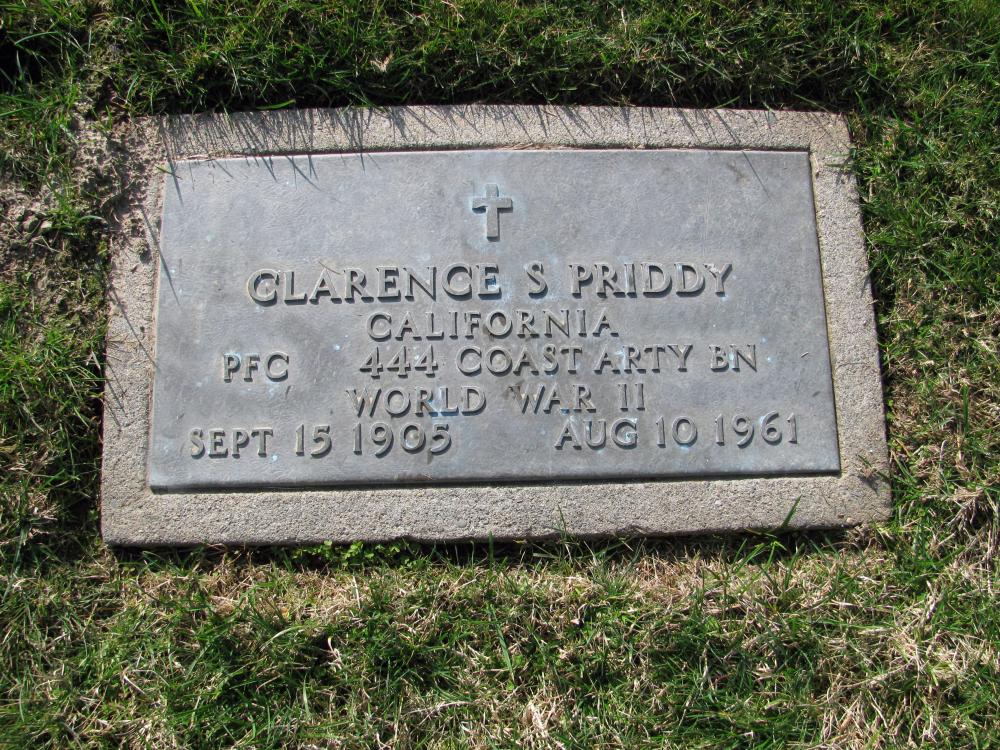 CLARENCE S PRIDDY
CALIFORNIA
PFC 444 COAST ARTY BN
WORLD WAR II
SEPT 15 1905 AUG 10 1961